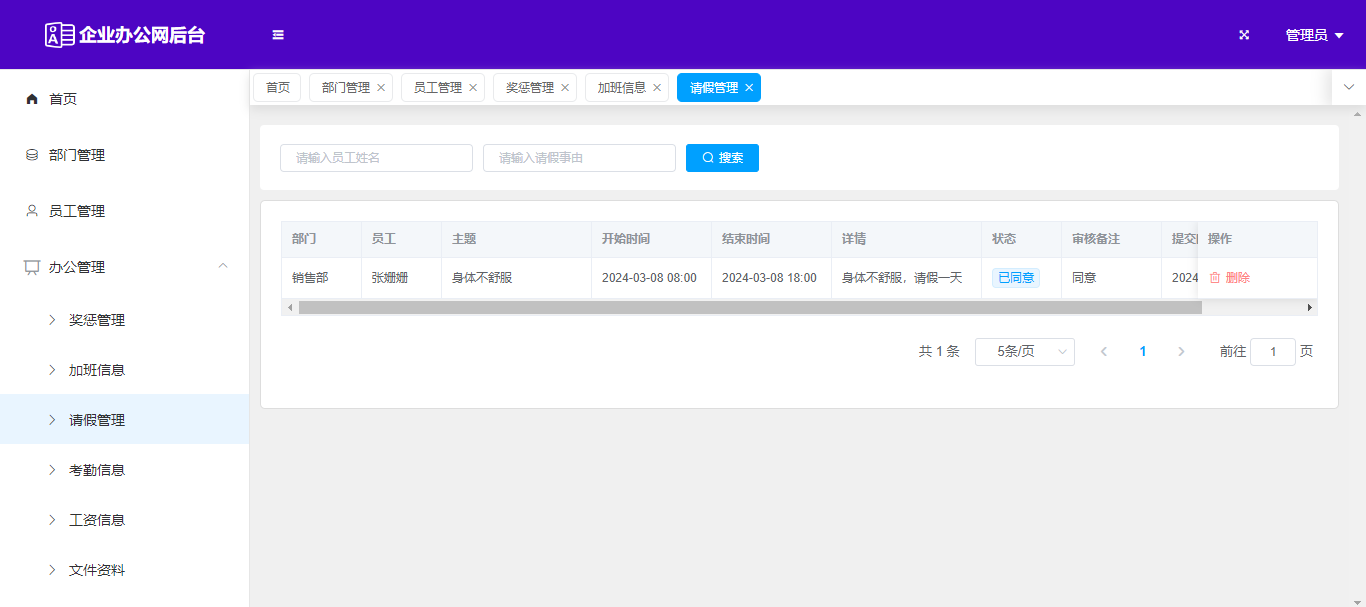 企业办公网后台
管理员
首页
部门管理
员工管理
办公管理
奖惩管理
加班信息
请假管理
考勤信息
工资信息
文件资料
首页 部门管理 员工管理 奖惩管理 加班信息 请假管理
请输入员工姓名 请输入请假事由 搜索
部门 员工 主题 开始时间 结束时间 详情 状态 审核备注 提交 操作
销售部 张姗姗 身体不舒服 2024-03-08 08:00 2024-03-08 18:00 身体不舒服，请假一天 已同意 同意 2024 删除
共 1 条 5条/页 1 前往 1 页